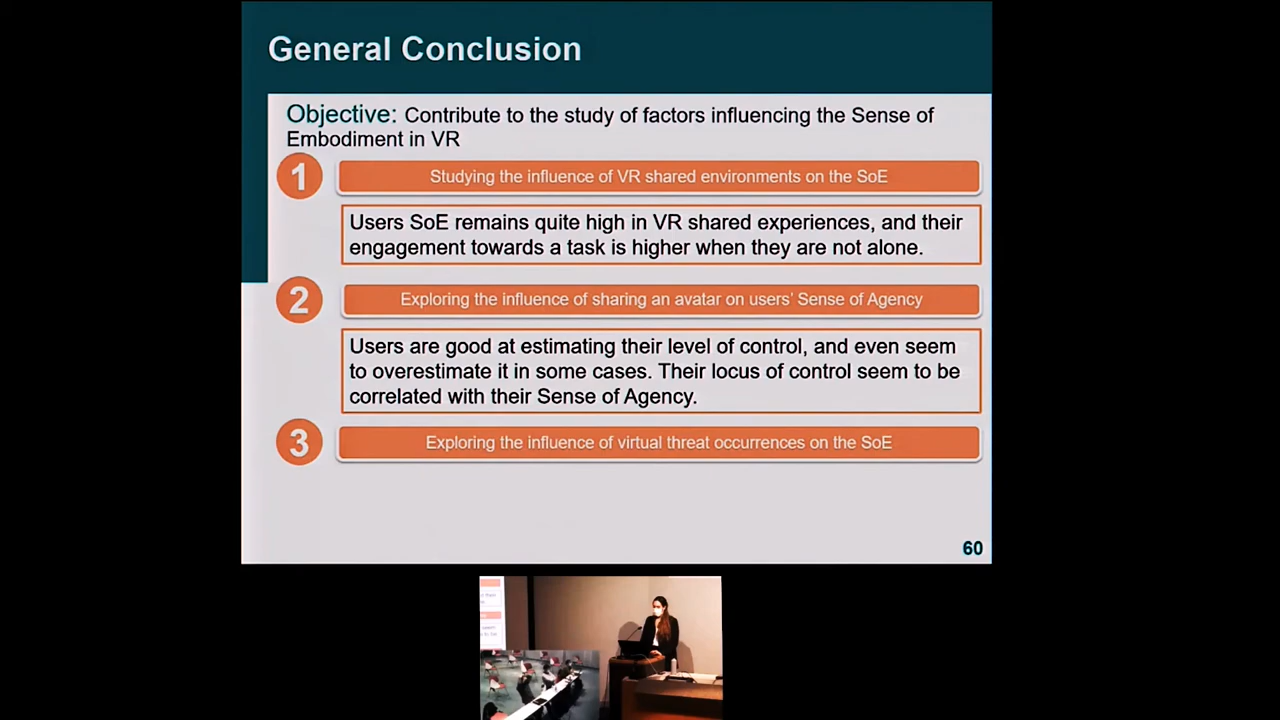 General Conclusion
Objective: Contribute to the study of factors influencing the Sense of
Embodiment in VR
1
Studying the influence of VR shared environments on the SoE
Users SoE remains quite high in VR shared experiences, and their
engagement towards a task is higher when they are not alone.
2
Exploring the influence of sharing an avatar on users’ Sense of Agency
Users are good at estimating their level of control, and even seem
to overestimate it in some cases. Their locus of control seem to be
correlated with their Sense of Agency.
3
Exploring the influence of virtual threat occurrences on the SoE
60